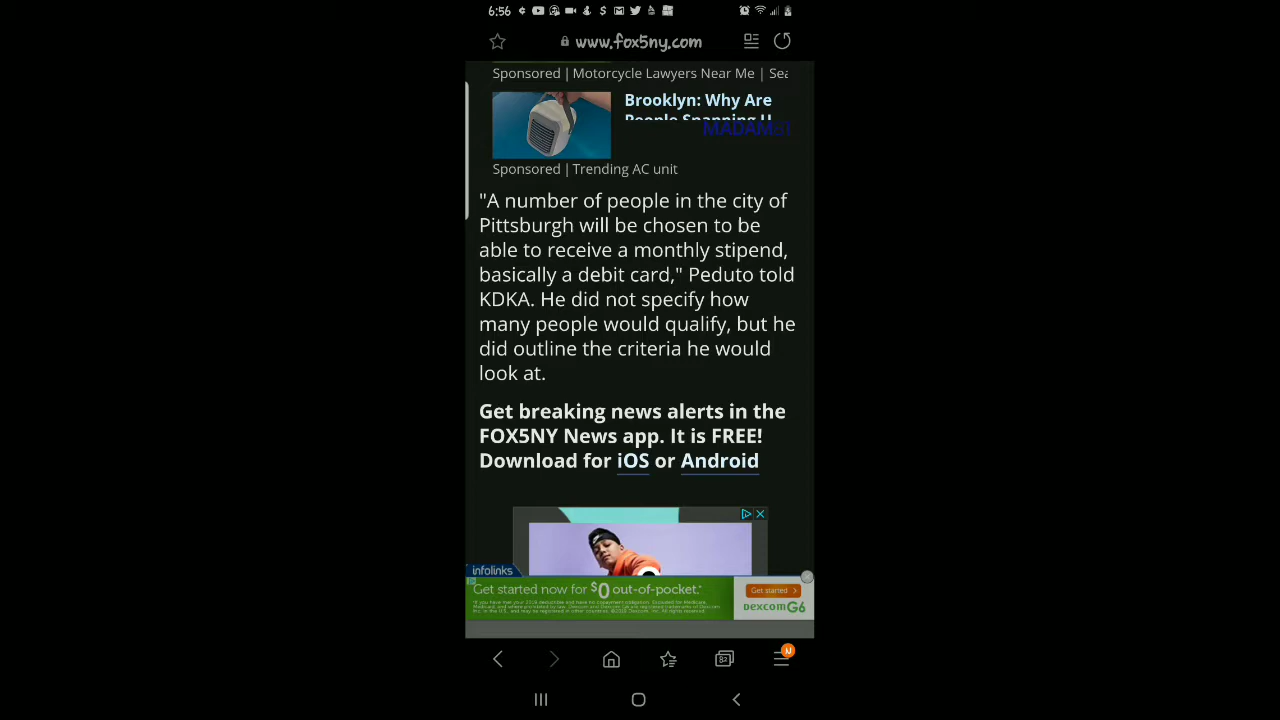 6:56
www.fox5ny.com
Sponsored | Motorcycle Lawyers Near Me | Sea
Brooklyn: Why Are
People Snapping U
MADAM
Sponsored | Trending AC unit
"A number of people in the city of
Pittsburgh will be chosen to be
able to receive a monthly stipend,
basically a debit card," Peduto told
KDKA. He did not specify how
many people would qualify, but he
did outline the criteria he would
look at.
Get breaking news alerts in the
FOX5NY News app. It is FREE!
Download for iOS or Android
infolinks
Get started now for $0 out-of-pocket.*
Get started >
Dexcom G6
82
N